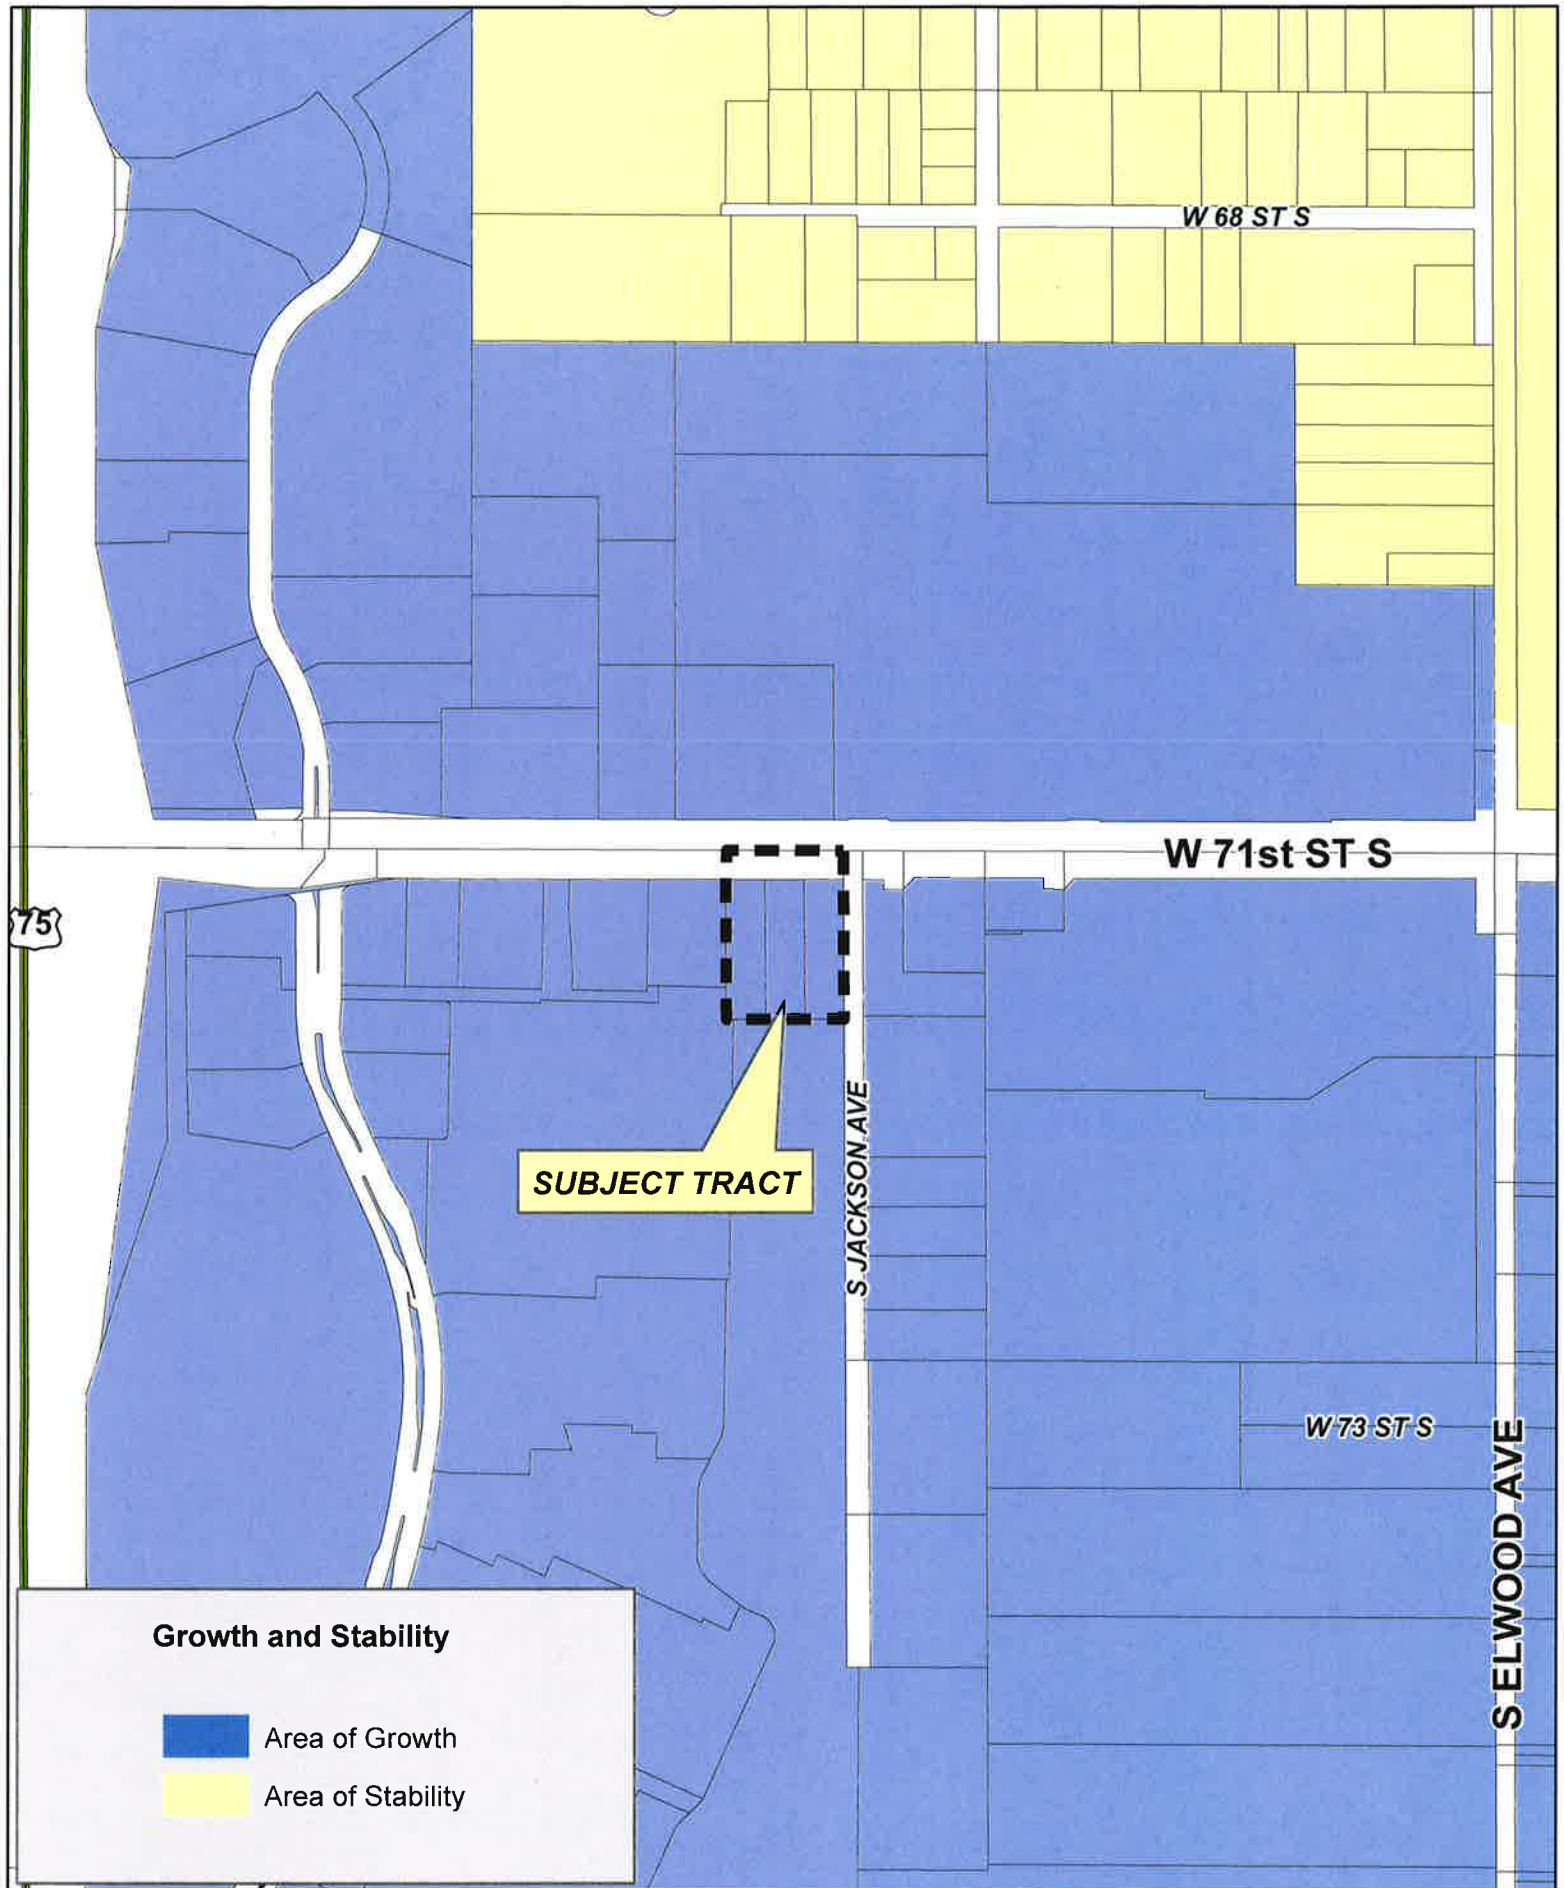 W 68 ST S
W 71st ST S
75
SUBJECT TRACT
S JACKSON AVE
W 73 ST S
S ELWOOD AVE
Growth and Stability
Area of Growth
Area of Stability